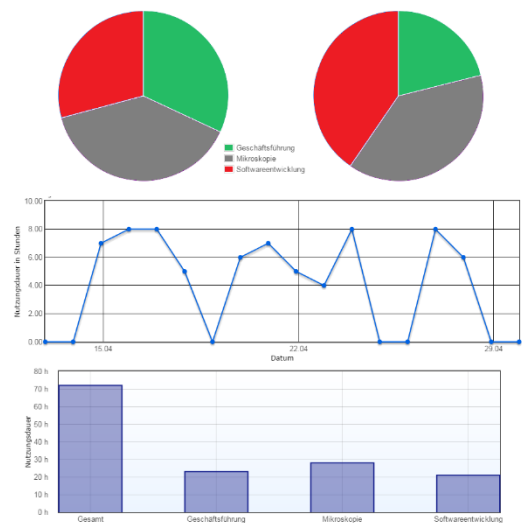 Geschäftsführung
Mikroskopie
Softwareentwicklung
10.00
8.00
6.00
4.00
2.00
0.00
Nutzungsdauer in Stunden
15.04
22.04
29.04
Datum
80 h
70 h
60 h
50 h
40 h
30 h
20 h
10 h
0 h
Nutzungsdauer
Gesamt
Geschäftsführung
Mikroskopie
Softwareentwicklung